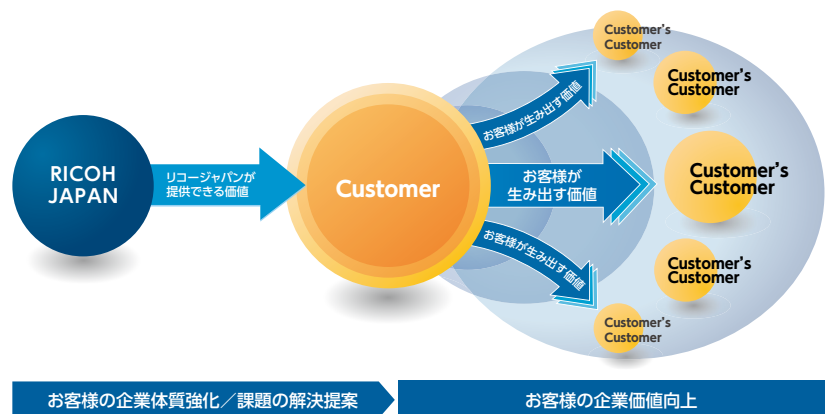 RICOH
JAPAN
リコージャパンが
提供できる価値
Customer
お客様が生み出す価値
お客様が
生み出す価値
お客様が生み出す価値
Customer's
Customer
Customer's
Customer
Customer's
Customer
Customer's
Customer
Customer's
Customer
お客様の企業体質強化／課題の解決提案
お客様の企業価値向上